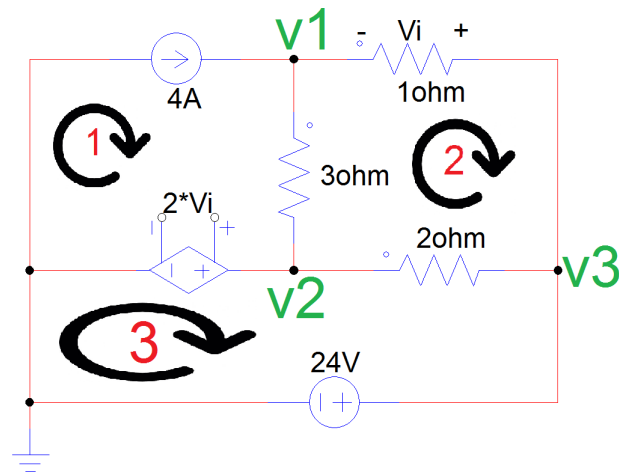 v1
- Vi +
4A
1ohm
1
3ohm
2
2*Vi
- +
2ohm
- +
v2
v3
3
24V
- +